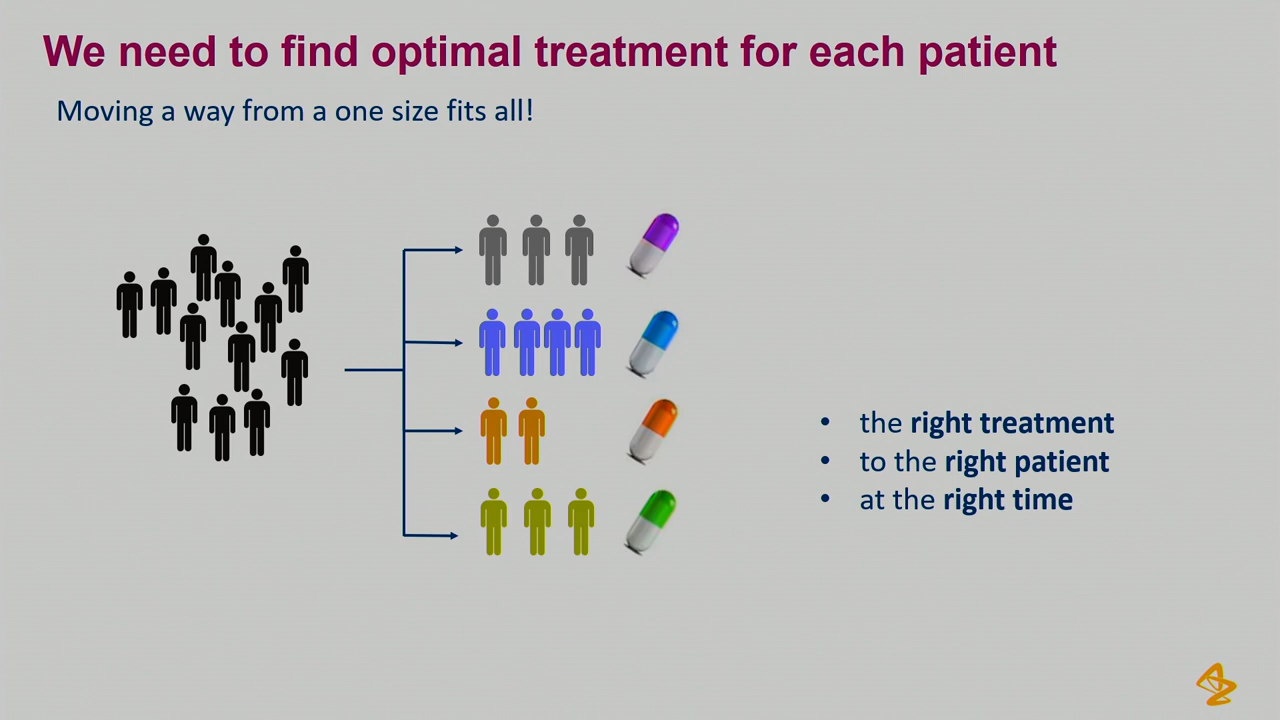 We need to find optimal treatment for each patient
Moving a way from a one size fits all!
• the right treatment
• to the right patient
• at the right time